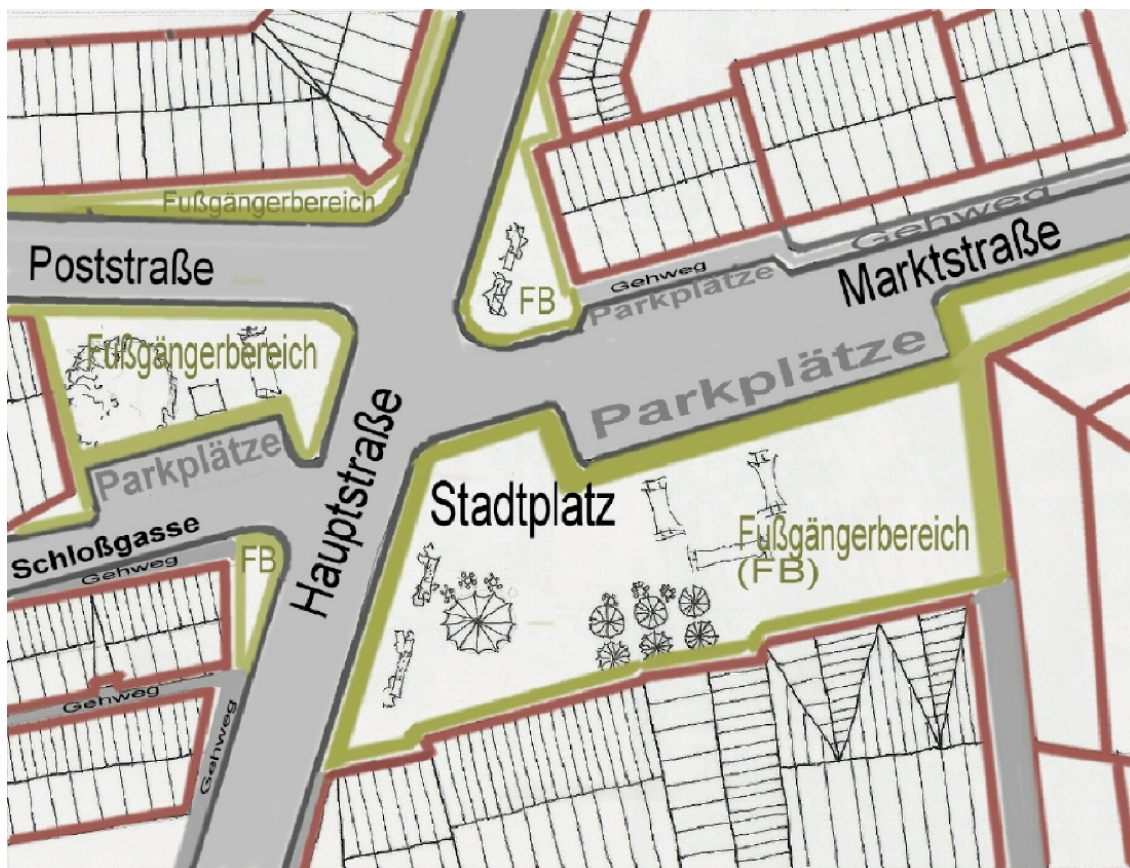 Fußgängerbereich
Gehweg
Poststraße
Marktstraße
Gehweg
Parkplätze
FB
Fußgängerbereich
Parkplätze
Parkplätze
Hauptstraße
Stadtplatz
Schloßgasse
Gehweg
FB
Fußgängerbereich
(FB)
Gehweg
Gehweg